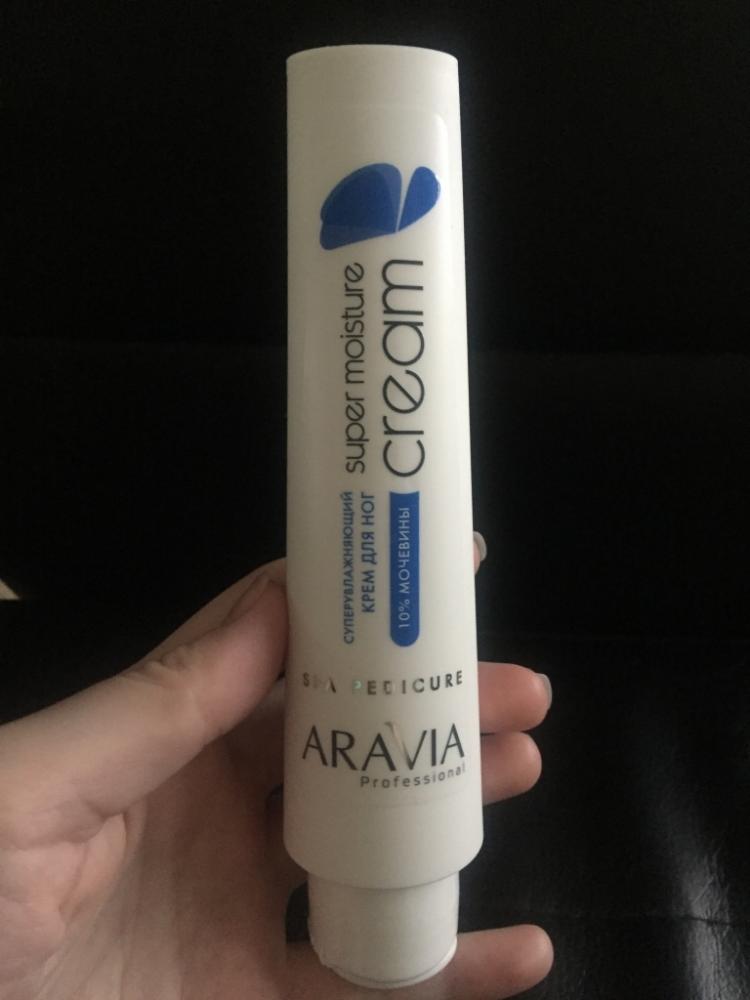 super moisture
cream
СУПЕРУВЛАЖНЯЮЩИЙ
КРЕМ ДЛЯ НОГ
10% МОЧЕВИНЫ
SPA PEDICURE
ARAVIA
Professional